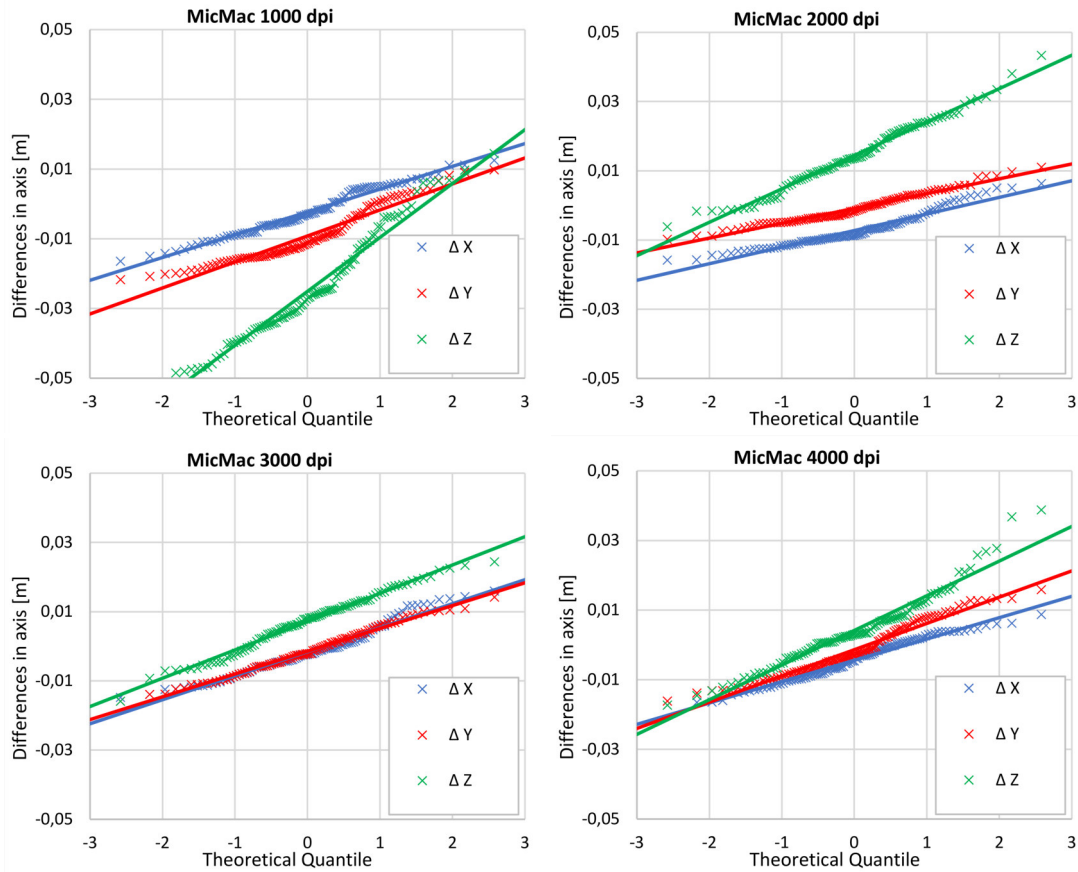 MicMac 1000 dpi
0,05
0,03
0,01
-0,01
-0,03
-0,05
Differences in axis [m]
-3 -2 -1 0 1 2 3
Theoretical Quantile
Δ X
Δ Y
Δ Z
MicMac 2000 dpi
0,05
0,03
0,01
-0,01
-0,03
-0,05
Differences in axis [m]
-3 -2 -1 0 1 2 3
Theoretical Quantile
Δ X
Δ Y
Δ Z
MicMac 3000 dpi
0,05
0,03
0,01
-0,01
-0,03
-0,05
Differences in axis [m]
-3 -2 -1 0 1 2 3
Theoretical Quantile
Δ X
Δ Y
Δ Z
MicMac 4000 dpi
0,05
0,03
0,01
-0,01
-0,03
-0,05
Differences in axis [m]
-3 -2 -1 0 1 2 3
Theoretical Quantile
Δ X
Δ Y
Δ Z